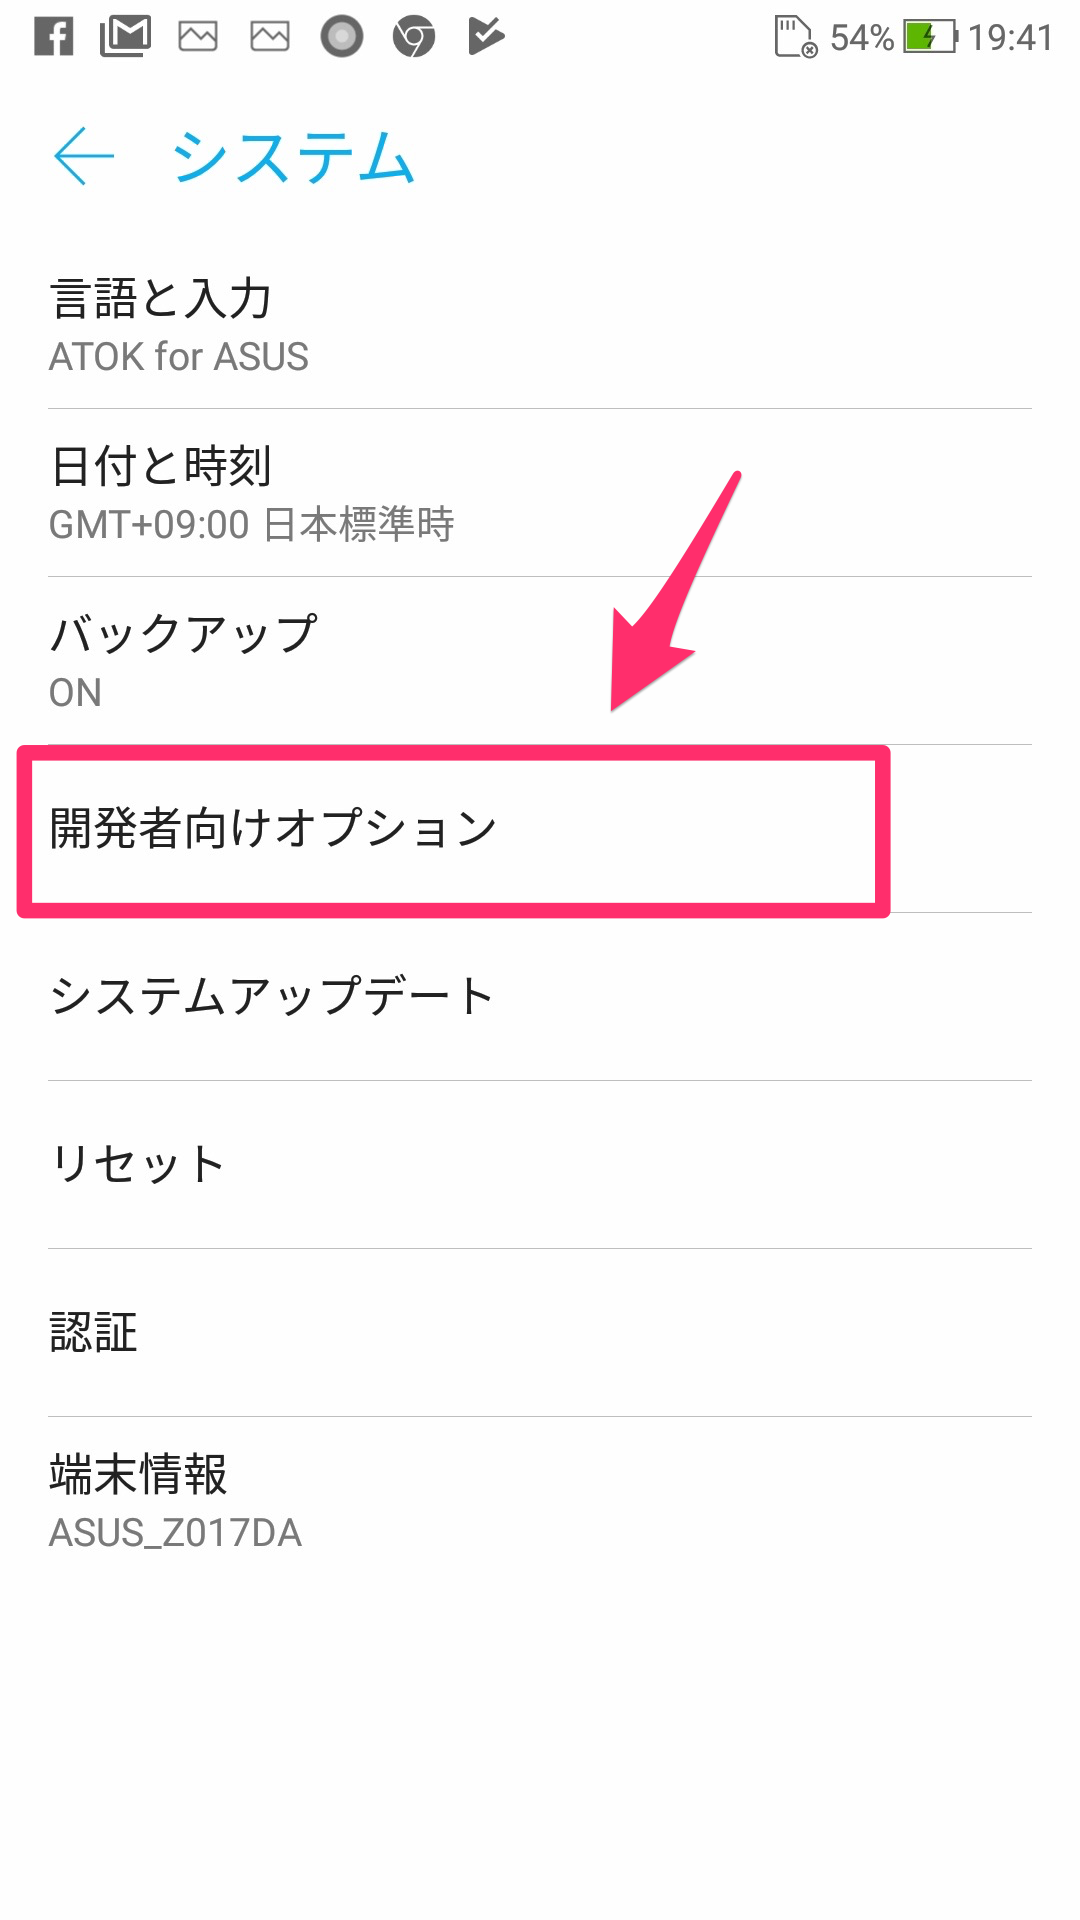 54% 19:41
システム
言語と入力
ATOK for ASUS
日付と時刻
GMT+09:00 日本標準時
バックアップ
ON
開発者向けオプション
システムアップデート
リセット
認証
端末情報
ASUS_Z017DA